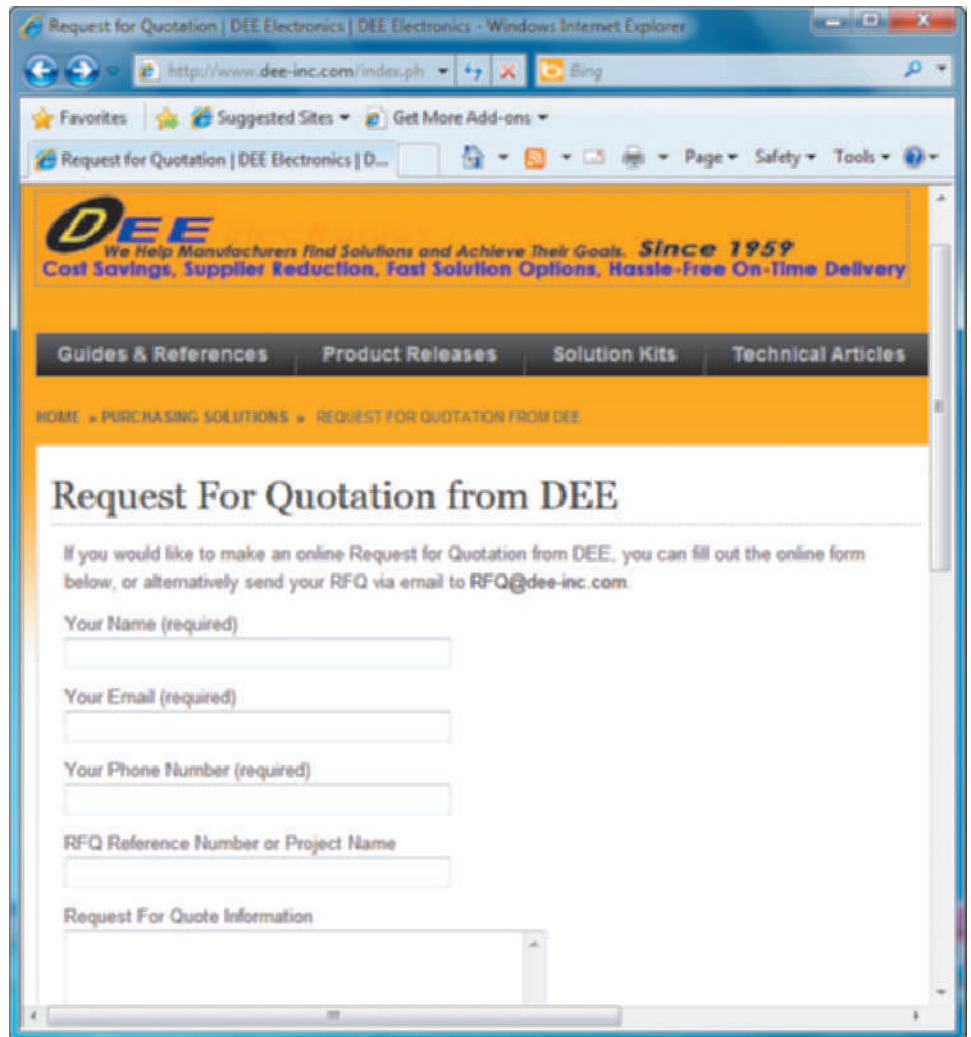 Request for Quotation | DEE Electronics | DEE Electronics - Windows Internet Explorer
http://www.dee-inc.com/index.ph
Bing
Favorites Suggested Sites Get More Add-ons
Request for Quotation | DEE Electronics | D... Page Safety Tools
DEE
We Help Manufacturers Find Solutions and Achieve Their Goals. Since 1959
Cost Savings, Supplier Reduction, Fast Solution Options, Hassle-Free On-Time Delivery
Guides & References Product Releases Solution Kits Technical Articles
HOME » PURCHASING SOLUTIONS » REQUEST FOR QUOTATION FROM DEE
Request For Quotation from DEE
If you would like to make an online Request for Quotation from DEE, you can fill out the online form
below, or alternatively send your RFQ via email to RFQ@dee-inc.com.
Your Name (required)
Your Email (required)
Your Phone Number (required)
RFQ Reference Number or Project Name
Request For Quote Information